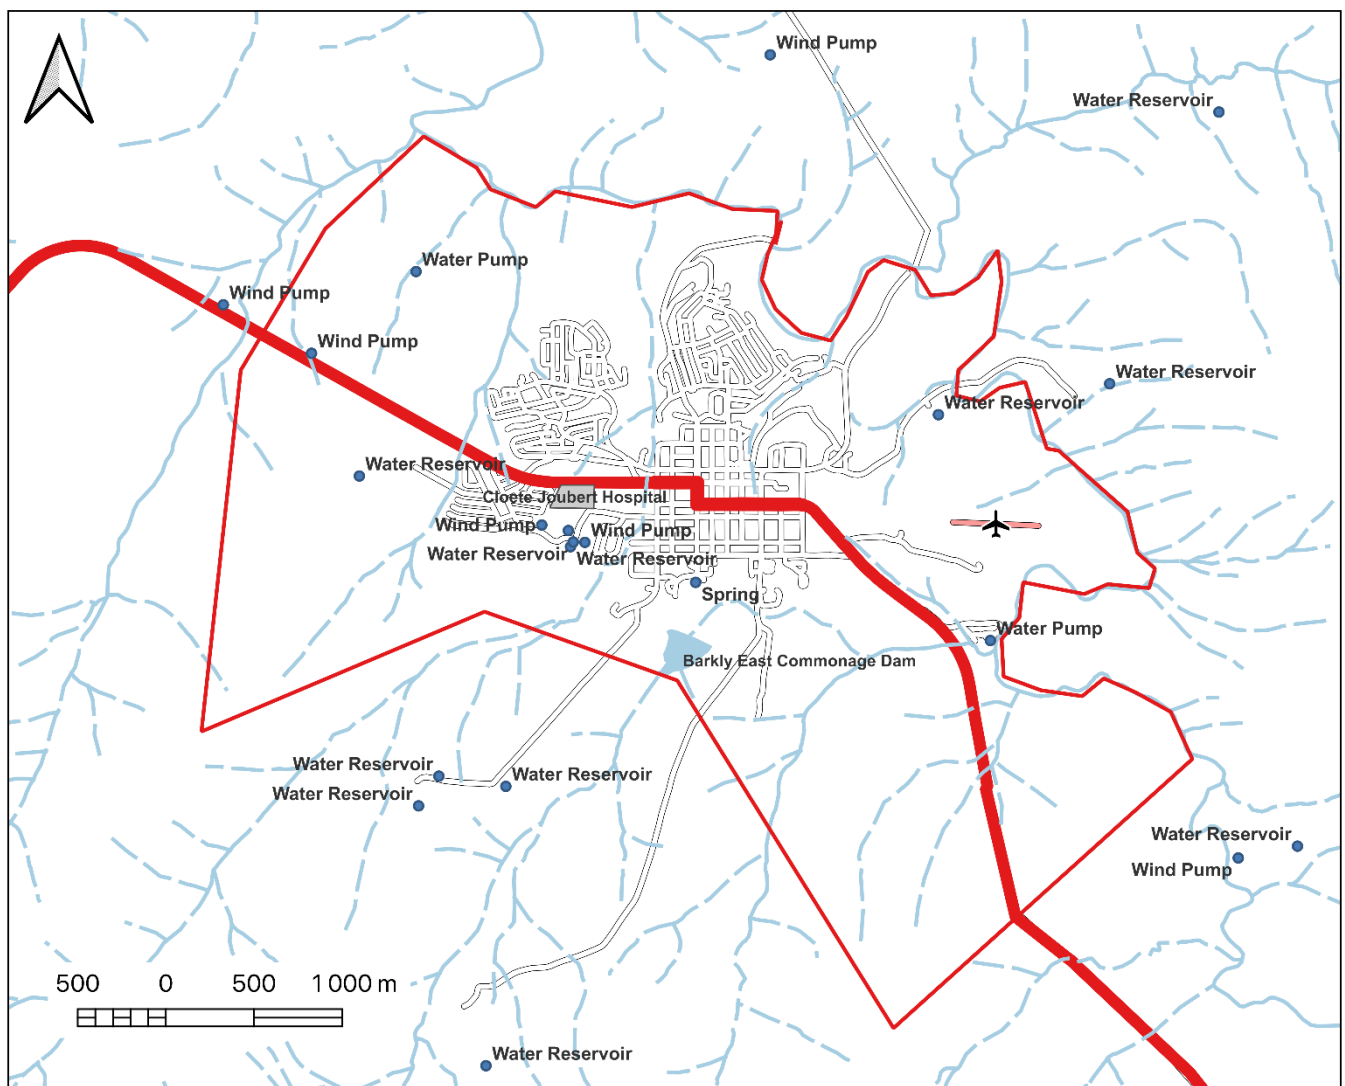 Wind Pump
Water Reservoir
Water Pump
Wind Pump
Wind Pump
Water Reservoir
Water Reservoir
Water Reservoir
Cloete Joubert Hospital
Wind Pump
Wind Pump
Water Reservoir
Water Reservoir
Spring
Water Pump
Barkly East Commonage Dam
Water Reservoir
Water Reservoir
Water Reservoir
Water Reservoir
Wind Pump
500 0 500 1 000 m
Water Reservoir